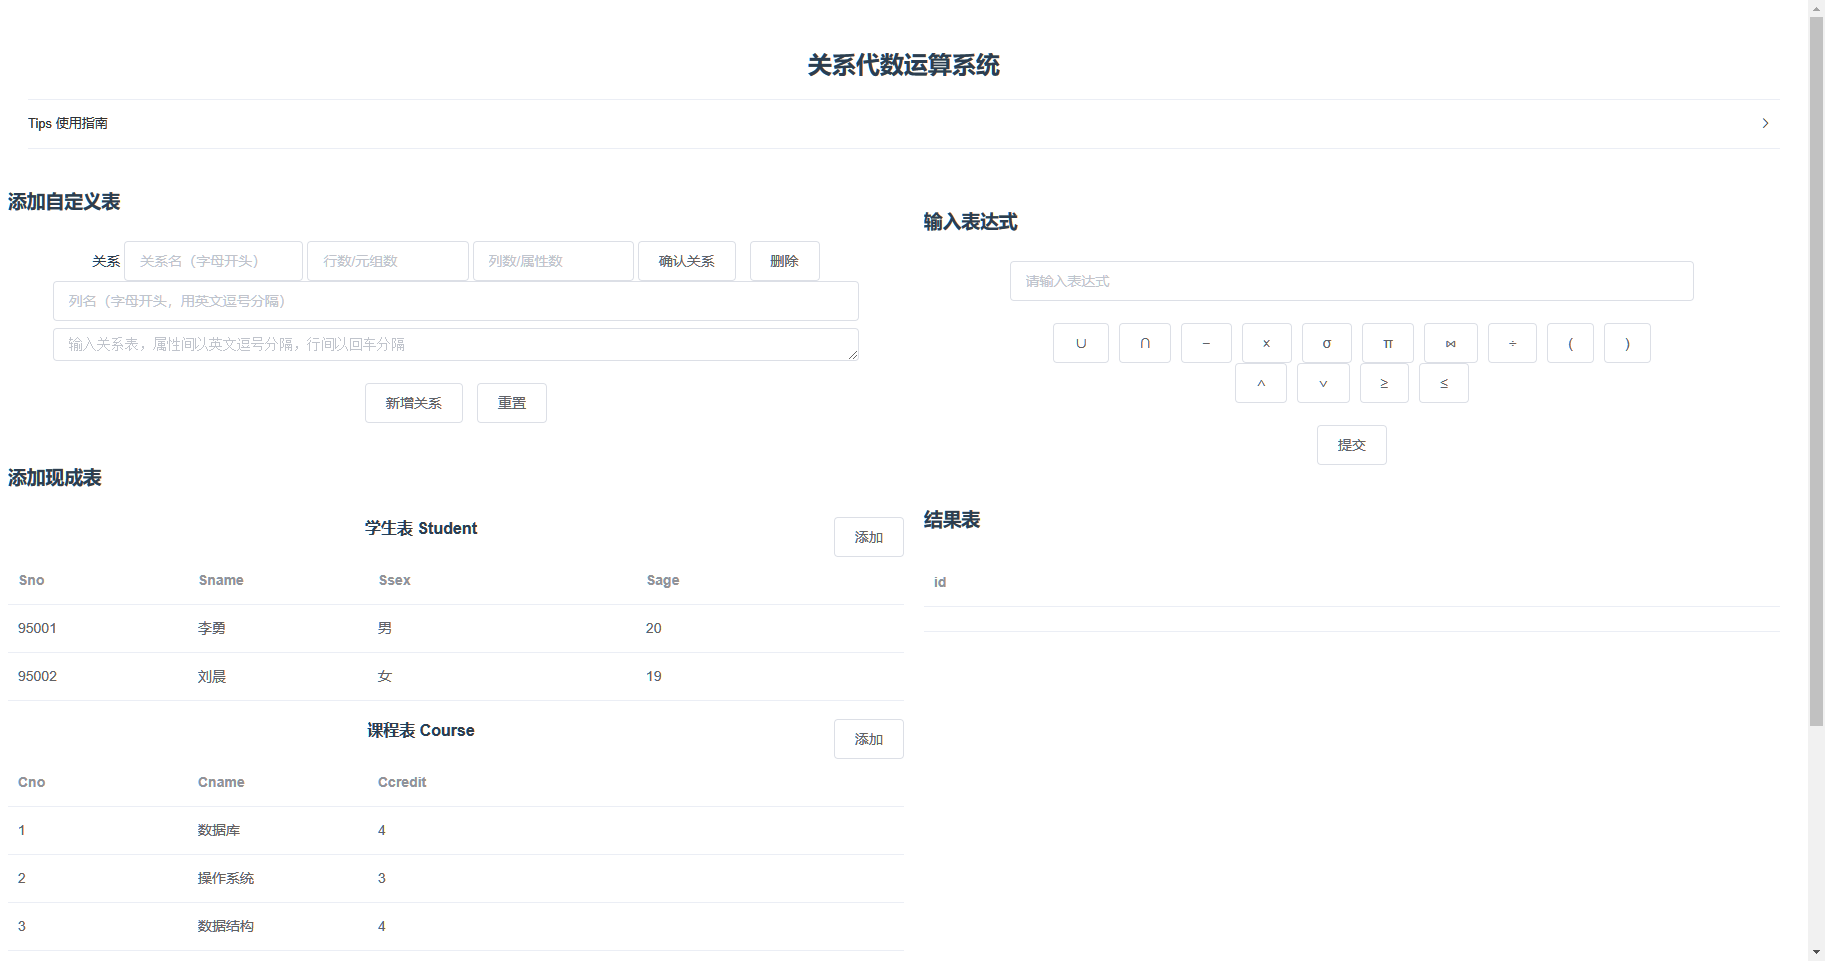 关系代数运算系统
Tips 使用指南
添加自定义表
关系 关系名（字母开头） 行数/元组数 列数/属性数 确认关系 删除
列名（字母开头，用英文逗号分隔）
输入关系表，属性间以英文逗号分隔，行间以回车分隔
新增关系 重置
添加现成表
学生表 Student 添加
Sno Sname Ssex Sage
95001 李勇 男 20
95002 刘晨 女 19
课程表 Course 添加
Cno Cname Ccredit
1 数据库 4
2 操作系统 3
3 数据结构 4
输入表达式
请输入表达式
∪ ∩ − × σ π ⋈ ÷ ( )
∧ ∨ ≥ ≤
提交
结果表
id